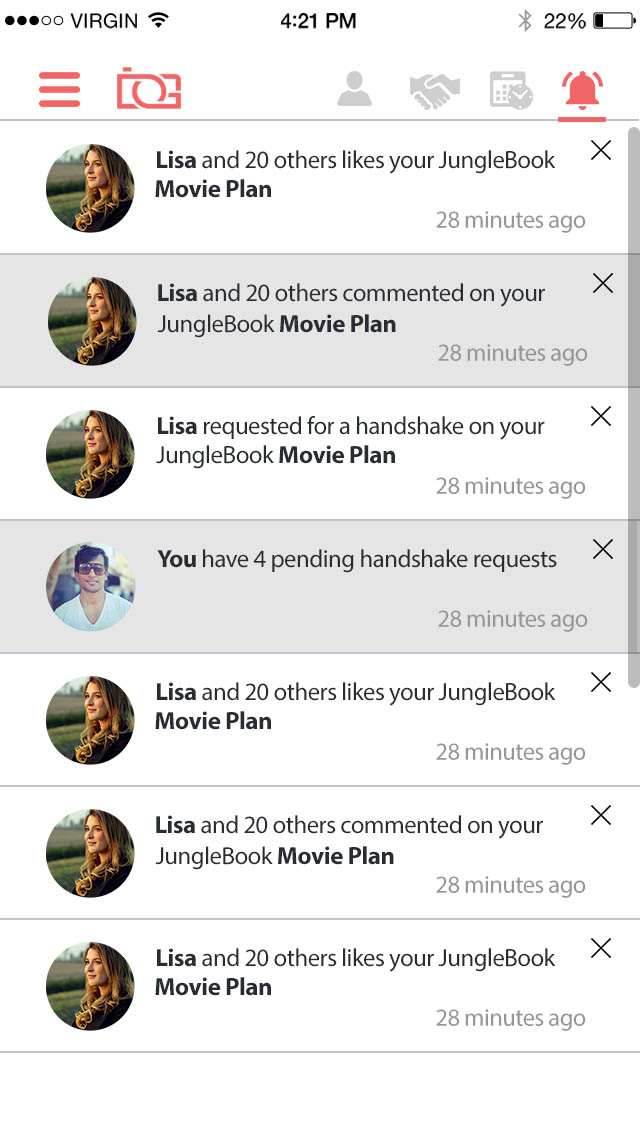 VIRGIN 4:21 PM 22%
Lisa and 20 others likes your JungleBook
Movie Plan
28 minutes ago
Lisa and 20 others commented on your
JungleBook Movie Plan
28 minutes ago
Lisa requested for a handshake on your
JungleBook Movie Plan
28 minutes ago
You have 4 pending handshake requests
28 minutes ago
Lisa and 20 others likes your JungleBook
Movie Plan
28 minutes ago
Lisa and 20 others commented on your
JungleBook Movie Plan
28 minutes ago
Lisa and 20 others likes your JungleBook
Movie Plan
28 minutes ago